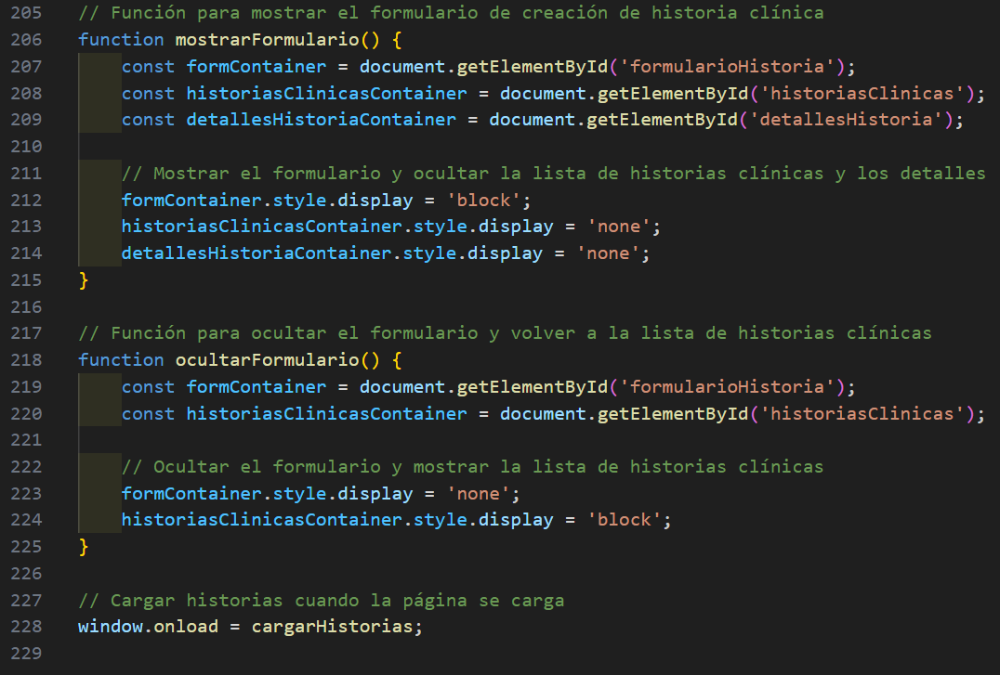 205 // Función para mostrar el formulario de creación de historia clínica
206 function mostrarFormulario() {
207     const formContainer = document.getElementById('formularioHistoria');
208     const historiasClinicasContainer = document.getElementById('historiasClinicas');
209     const detallesHistoriaContainer = document.getElementById('detallesHistoria');
210
211     // Mostrar el formulario y ocultar la lista de historias clínicas y los detalles
212     formContainer.style.display = 'block';
213     historiasClinicasContainer.style.display = 'none';
214     detallesHistoriaContainer.style.display = 'none';
215 }
216
217 // Función para ocultar el formulario y volver a la lista de historias clínicas
218 function ocultarFormulario() {
219     const formContainer = document.getElementById('formularioHistoria');
220     const historiasClinicasContainer = document.getElementById('historiasClinicas');
221
222     // Ocultar el formulario y mostrar la lista de historias clínicas
223     formContainer.style.display = 'none';
224     historiasClinicasContainer.style.display = 'block';
225 }
226
227 // Cargar historias cuando la página se carga
228 window.onload = cargarHistorias;
229